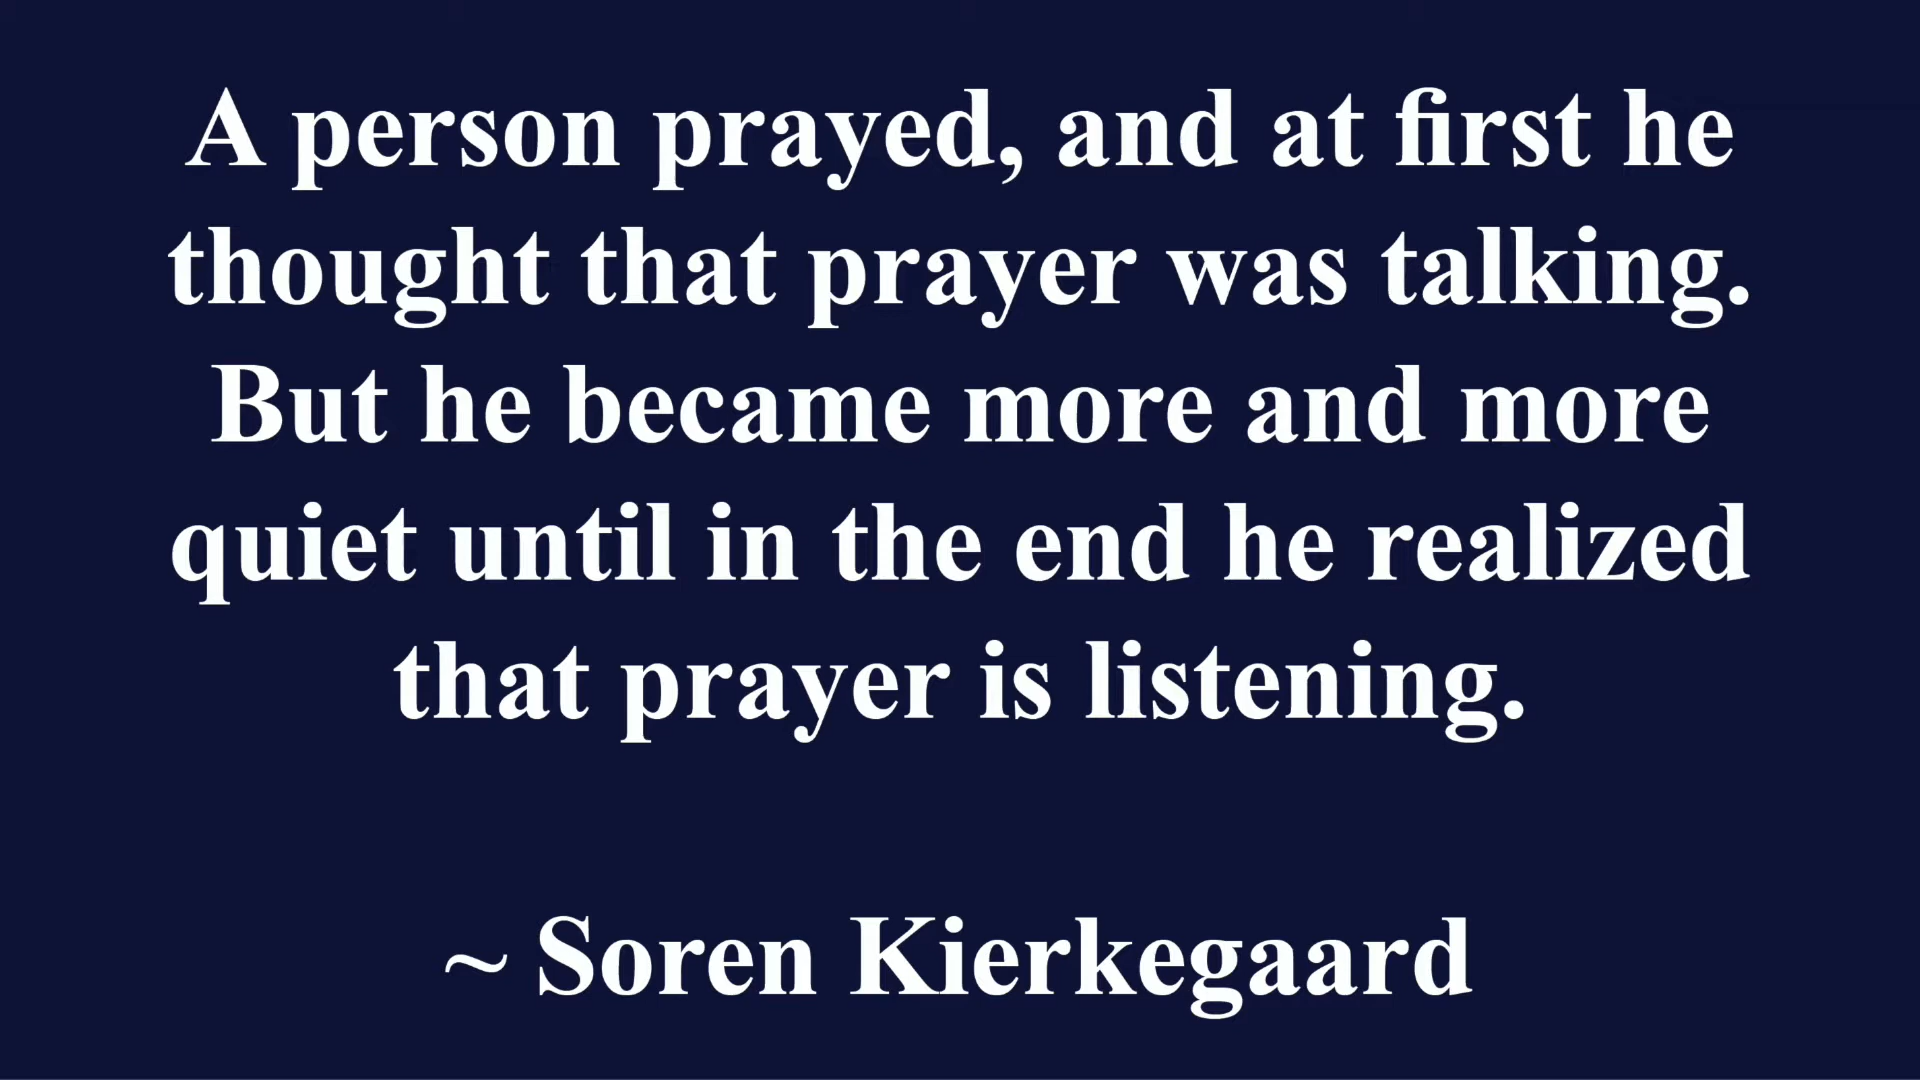 A person prayed, and at first he
thought that prayer was talking.
But he became more and more
quiet until in the end he realized
that prayer is listening.
~ Soren Kierkegaard